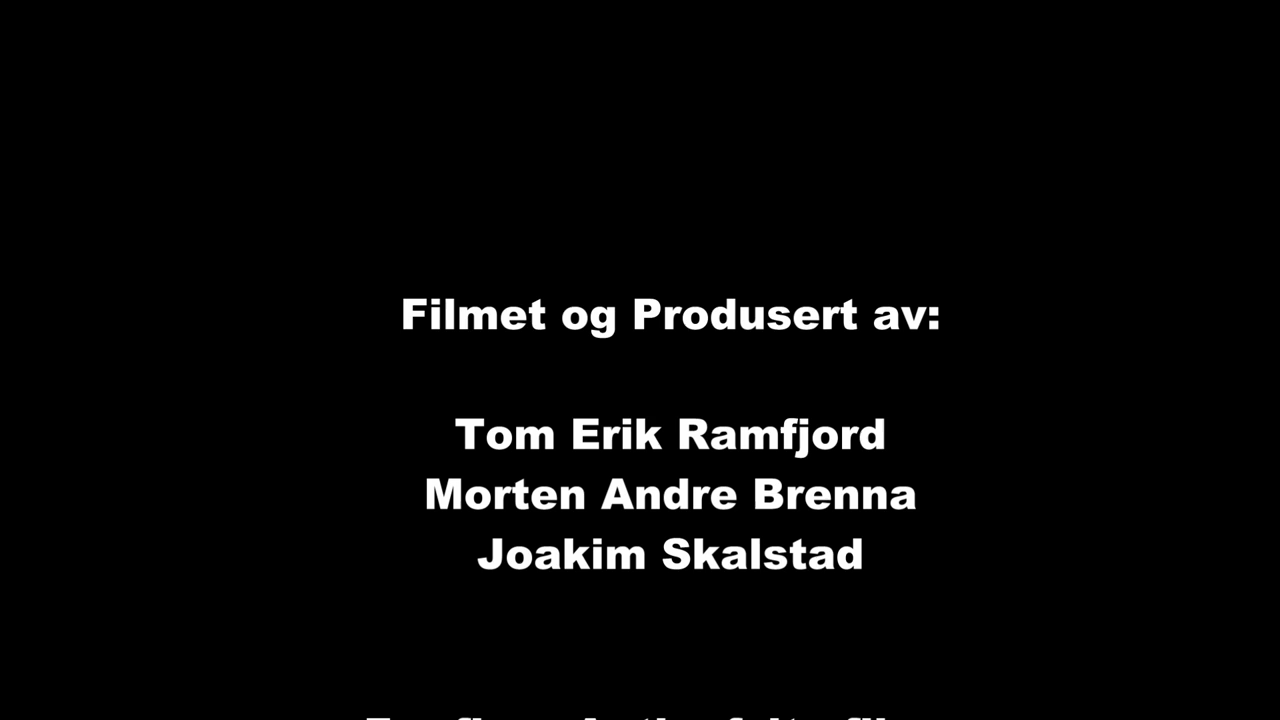 Filmet og Produsert av:
Tom Erik Ramfjord
Morten Andre Brenna
Joakim Skalstad